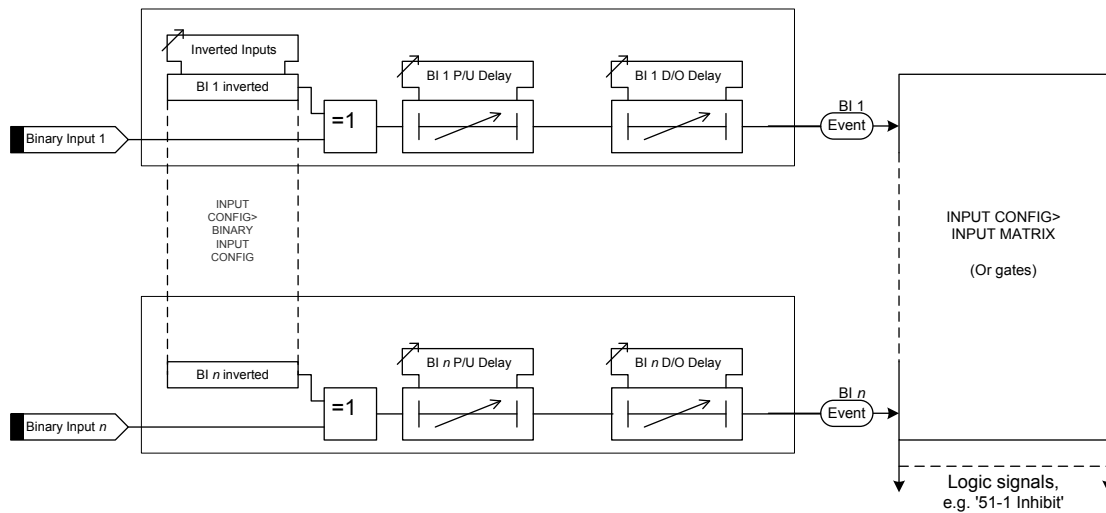 Inverted Inputs
BI 1 inverted
BI 1 P/U Delay
BI 1 D/O Delay
=1
Binary Input 1
BI 1
Event
INPUT
CONFIG>
BINARY
INPUT
CONFIG
INPUT CONFIG>
INPUT MATRIX
(Or gates)
BI n inverted
BI n P/U Delay
BI n D/O Delay
=1
Binary Input n
BI n
Event
Logic signals,
e.g. '51-1 Inhibit'